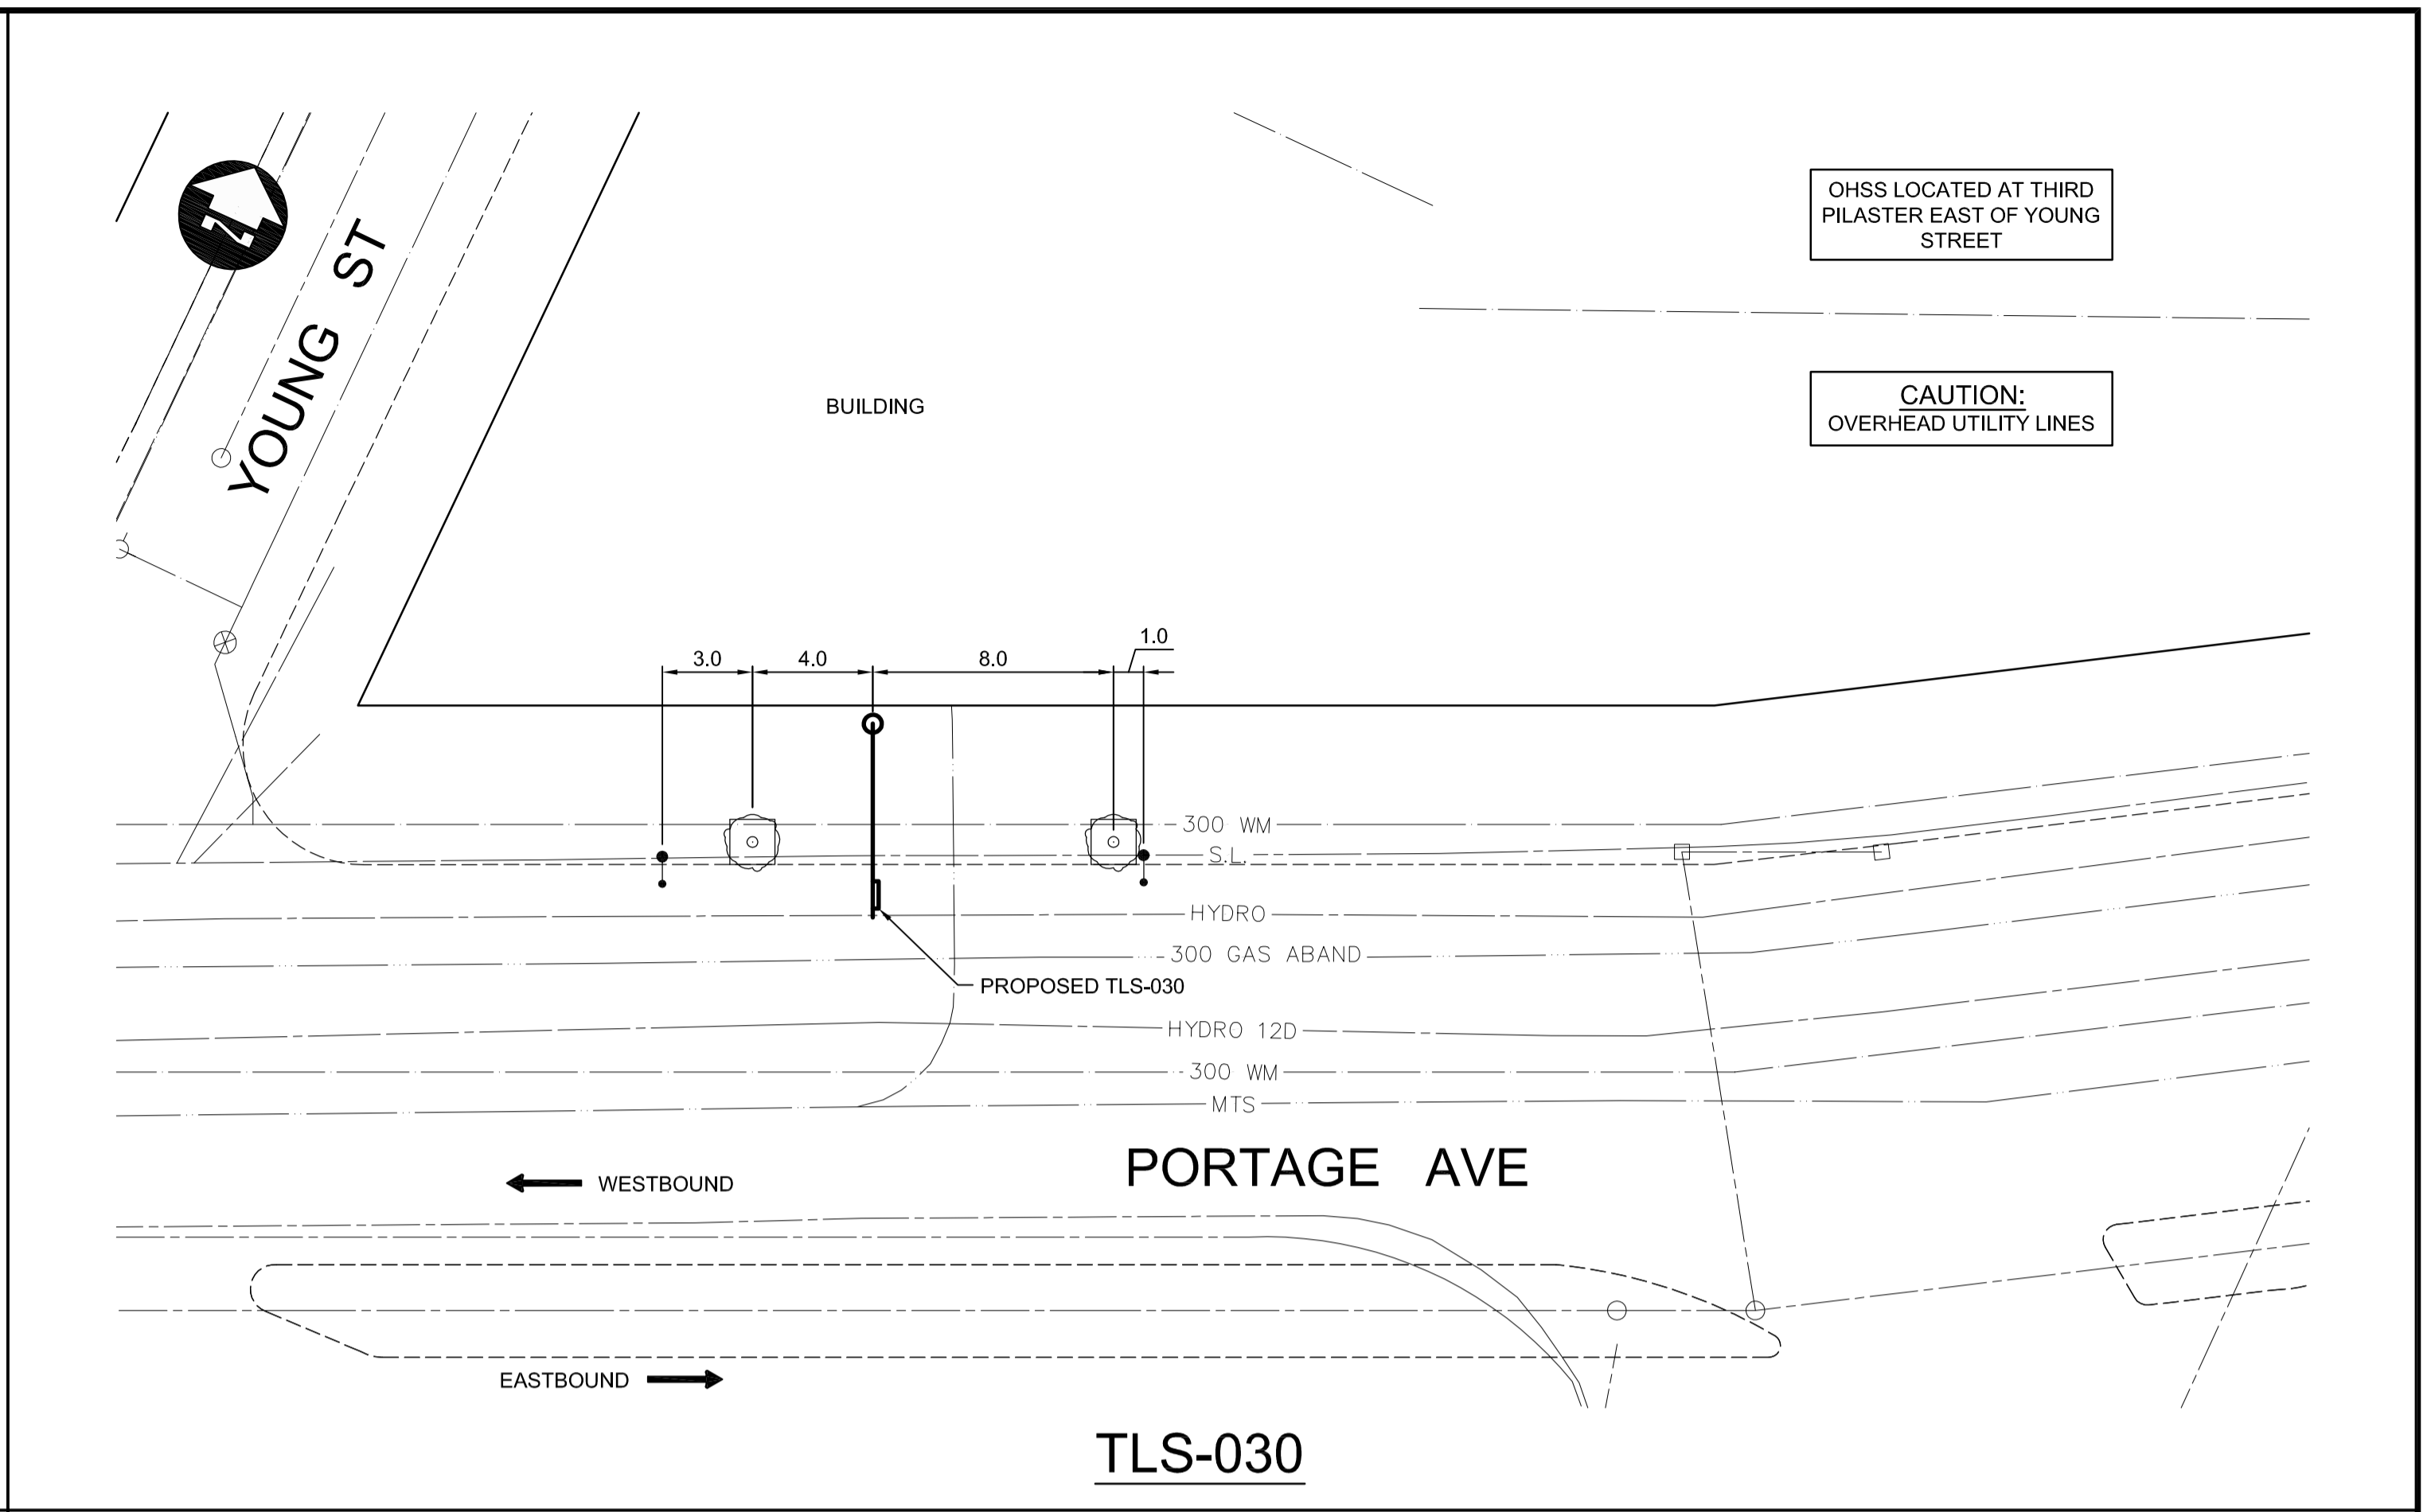 OHSS LOCATED AT THIRD
PILASTER EAST OF YOUNG
STREET
YOUNG ST
N
CAUTION:
OVERHEAD UTILITY LINES
BUILDING
1.0
3.0
4.0
8.0
300 WM
S.L.
HYDRO
300 GAS ABAND
PROPOSED TLS-030
HYDRO 12D
300 WM
MTS
PORTAGE AVE
WESTBOUND
EASTBOUND
TLS-030